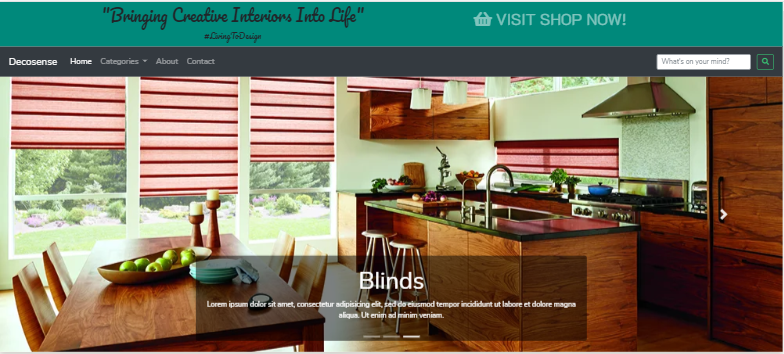 "Bringing Creative Interiors Into Life"
#LivingToDesign
VISIT SHOP NOW!
Decosense Home Categories About Contact
What's on your mind?
Blinds
Lorem ipsum dolor sit amet, consectetur adipisicing elit, sed do eiusmod tempor incididunt ut labore et dolore magna
aliqua. Ut enim ad minim veniam.